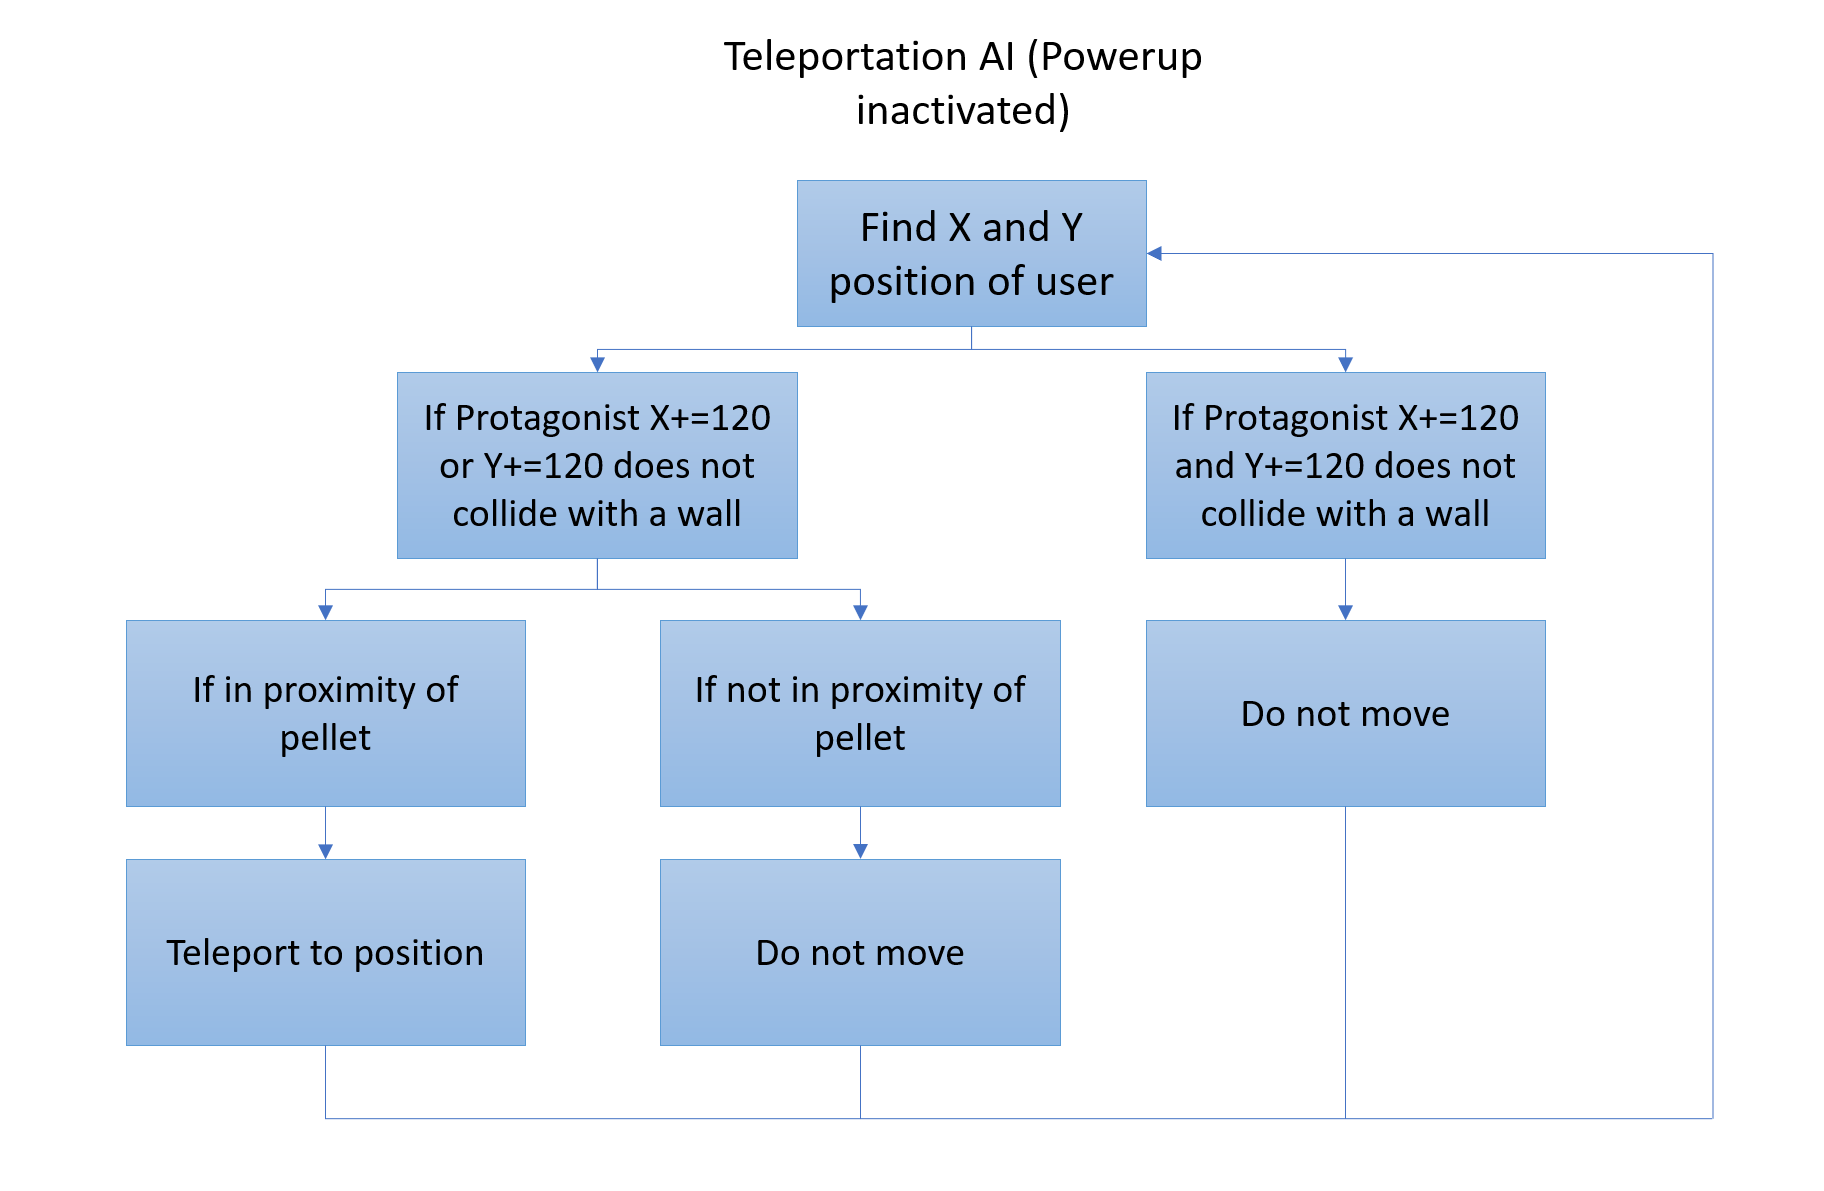 Teleportation AI (Powerup
inactivated)
Find X and Y
position of user
If Protagonist X+=120
or Y+=120 does not
collide with a wall
If Protagonist X+=120
and Y+=120 does not
collide with a wall
If in proximity of
pellet
If not in proximity of
pellet
Do not move
Teleport to position
Do not move